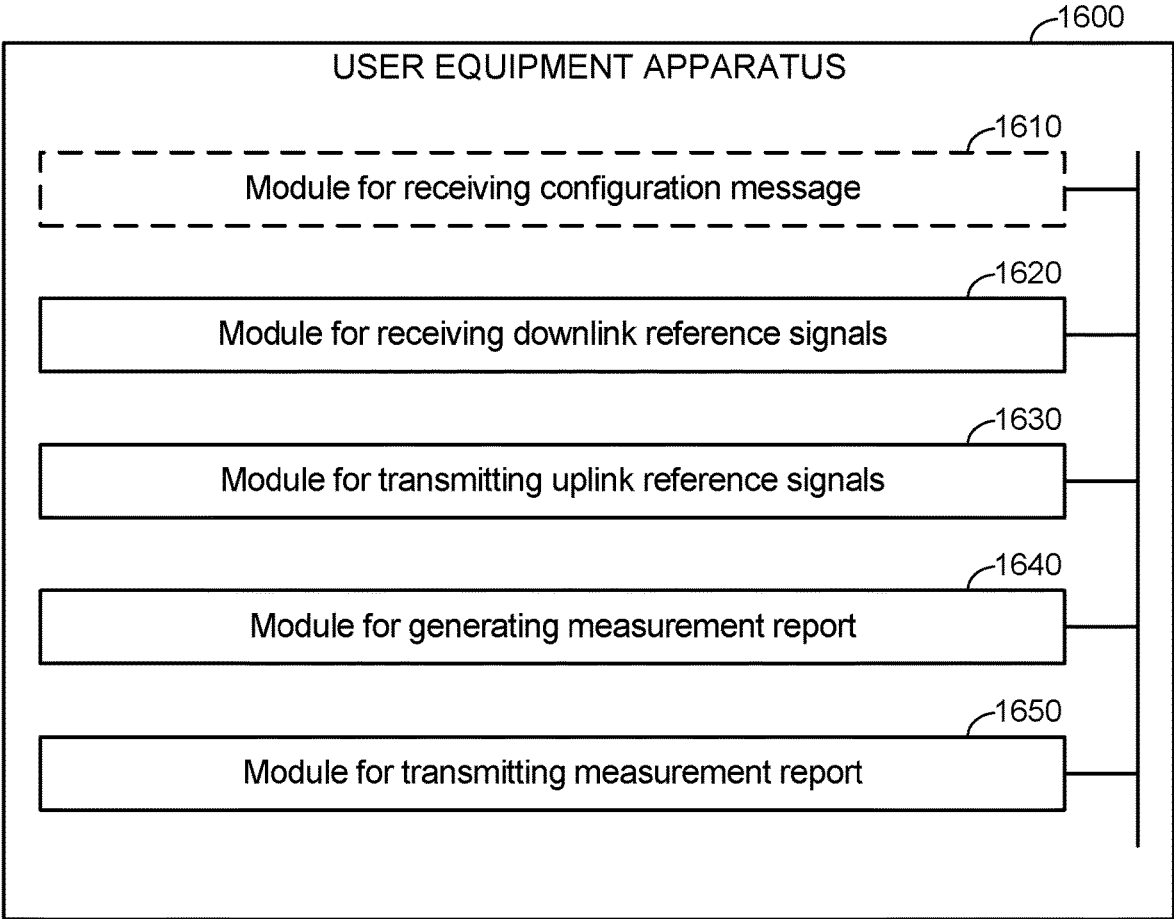 1600
USER EQUIPMENT APPARATUS
1610
Module for receiving configuration message
1620
Module for receiving downlink reference signals
1630
Module for transmitting uplink reference signals
1640
Module for generating measurement report
1650
Module for transmitting measurement report